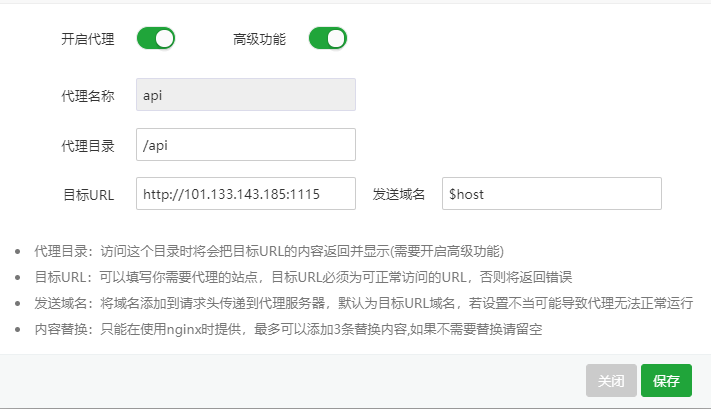 开启代理 高级功能
代理名称 api
代理目录 /api
目标URL http://101.133.143.185:1115 发送域名 $host
代理目录：访问这个目录时将会把目标URL的内容返回并显示(需要开启高级功能)
目标URL：可以填写你需要代理的站点，目标URL必须为可正常访问的URL，否则将返回错误
发送域名：将域名添加到请求头传递到代理服务器，默认为目标URL域名，若设置不当可能导致代理无法正常运行
内容替换：只能在使用nginx时提供，最多可以添加3条替换内容,如果不需要替换请留空
关闭 保存